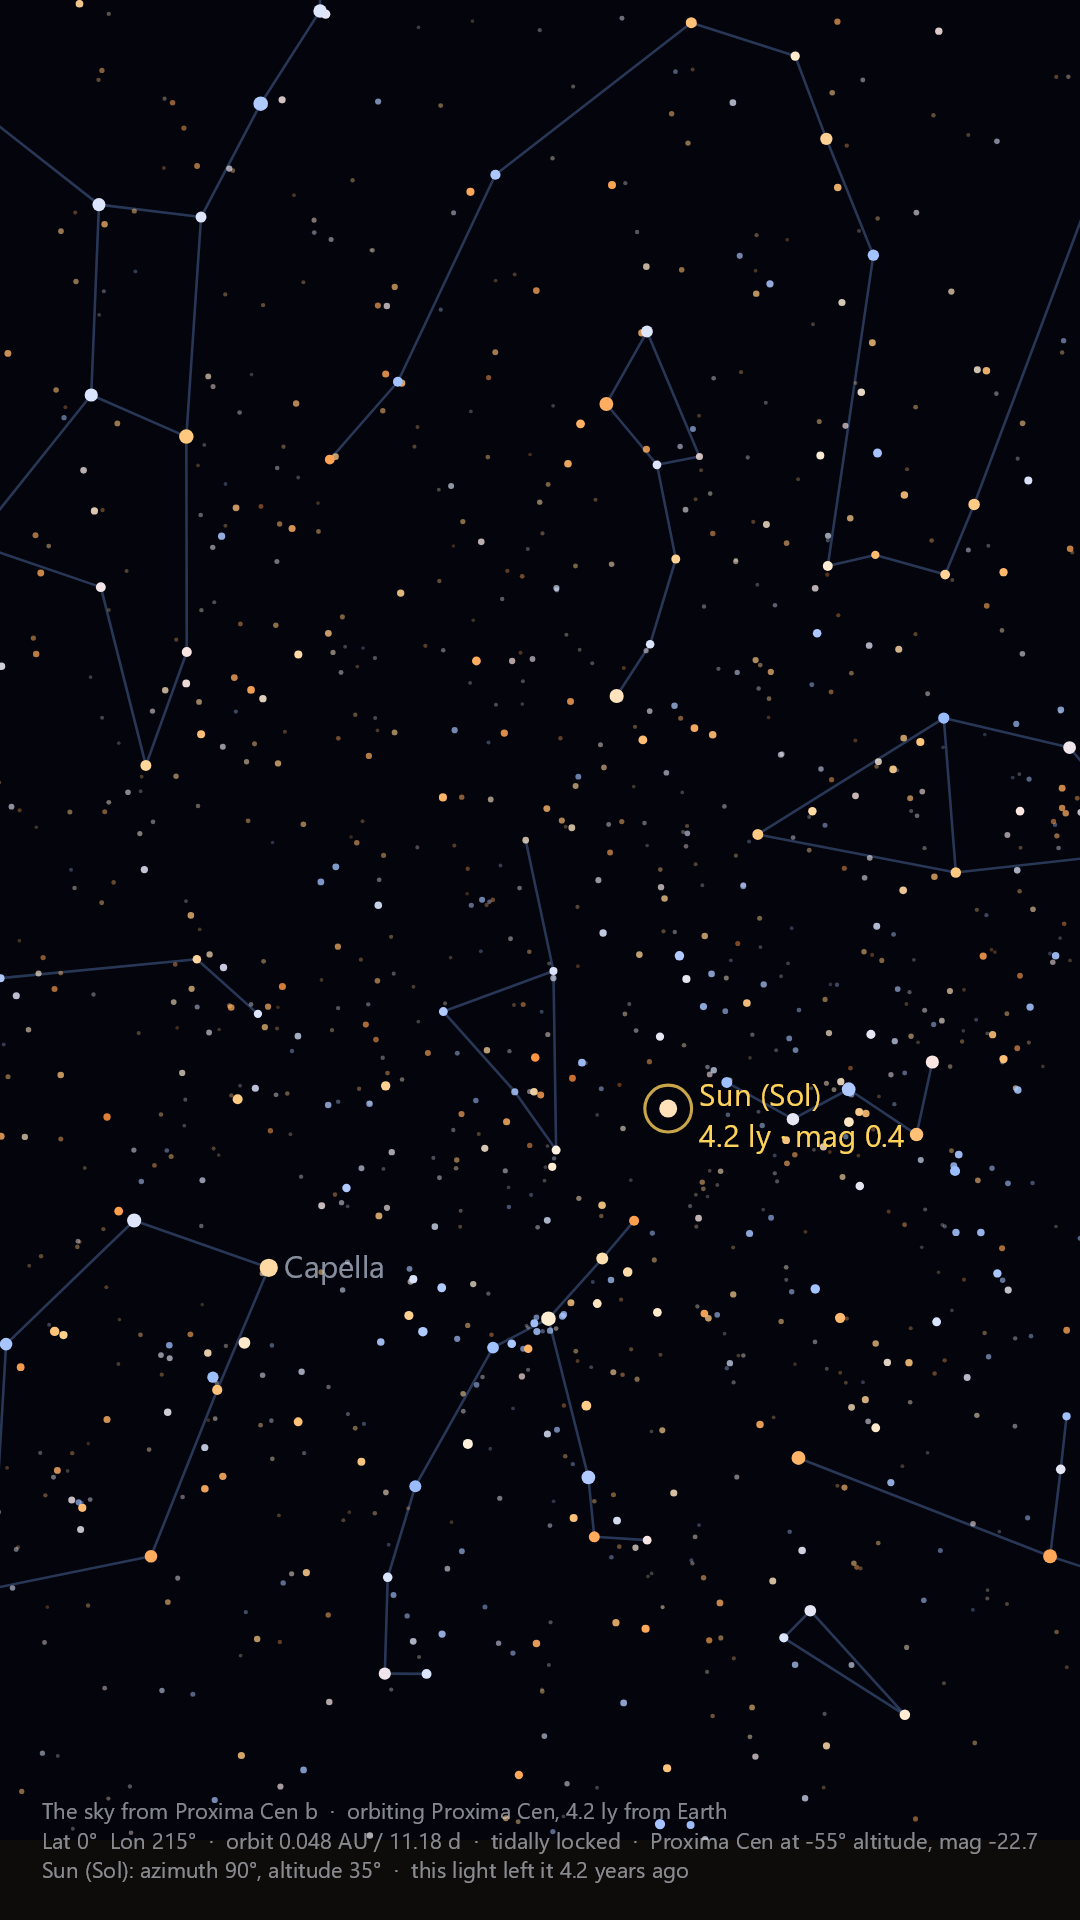 Sun (Sol)
4.2 ly · mag 0.4
Capella
The sky from Proxima Cen b · orbiting Proxima Cen, 4.2 ly from Earth
Lat 0° Lon 215° · orbit 0.048 AU / 11.18 d · tidally locked · Proxima Cen at -55° altitude, mag -22.7
Sun (Sol): azimuth 90°, altitude 35° · this light left it 4.2 years ago